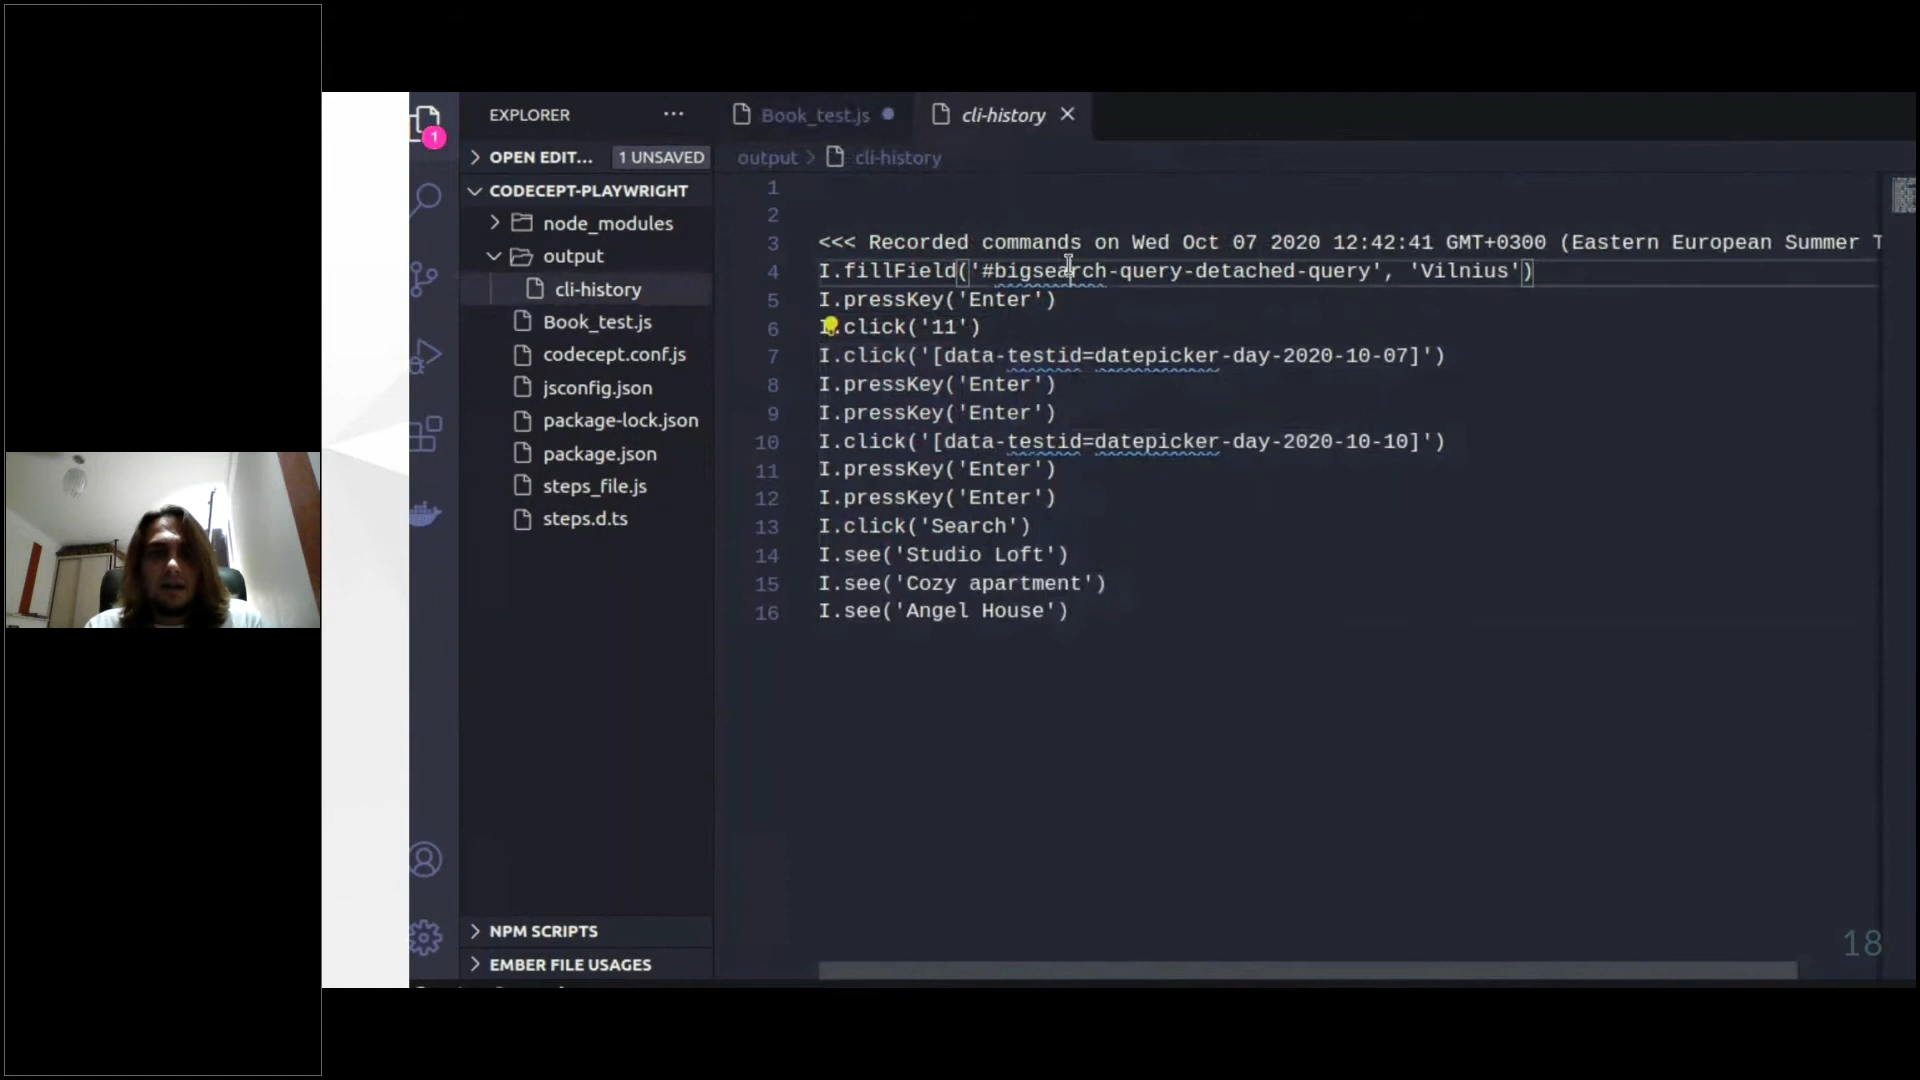 EXPLORER ···
1
OPEN EDIT... 1 UNSAVED
CODECEPT-PLAYWRIGHT
node_modules
output
cli-history
Book_test.js
codecept.conf.js
jsconfig.json
package-lock.json
package.json
steps_file.js
steps.d.ts
NPM SCRIPTS
EMBER FILE USAGES
Book_test.js cli-history
output > cli-history
1
2
3 <<< Recorded commands on Wed Oct 07 2020 12:42:41 GMT+0300 (Eastern European Summer T
4 I.fillField('#bigsearch-query-detached-query', 'Vilnius')
5 I.pressKey('Enter')
6 I.click('11')
7 I.click('[data-testid=datepicker-day-2020-10-07]')
8 I.pressKey('Enter')
9 I.pressKey('Enter')
10 I.click('[data-testid=datepicker-day-2020-10-10]')
11 I.pressKey('Enter')
12 I.pressKey('Enter')
13 I.click('Search')
14 I.see('Studio Loft')
15 I.see('Cozy apartment')
16 I.see('Angel House')
18